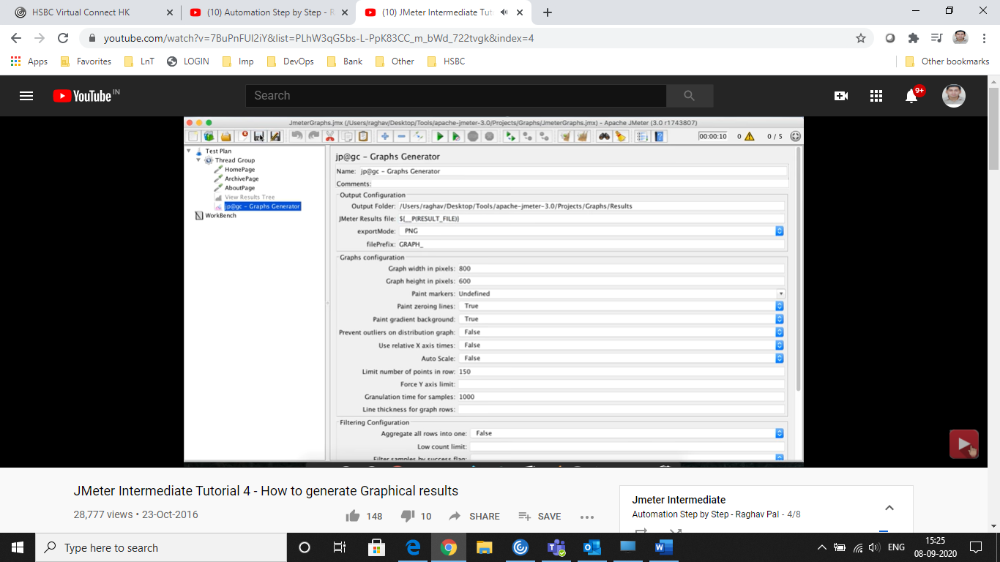 HSBC Virtual Connect HK
(10) Automation Step by Step - R
(10) JMeter Intermediate Tut
youtube.com/watch?v=7BuPnFUI2iY&list=PLhW3qG5bs-L-PpK83CC_m_bWd_722tvgk&index=4
Apps
Favorites
LnT
LOGIN
Imp
DevOps
Bank
Other
HSBC
Other bookmarks
YouTube IN
Search
9+
JmeterGraphs.jmx (/Users/raghav/Desktop/Tools/apache-jmeter-3.0/Projects/Graphs/JmeterGraphs.jmx) - Apache JMeter (3.0 r1743807)
00:00:10
0
0 / 5
Test Plan
Thread Group
HomePage
ArchivePage
AboutPage
View Results Tree
jp@gc - Graphs Generator
WorkBench
jp@gc - Graphs Generator
Name: jp@gc - Graphs Generator
Comments:
Output Configuration
Output Folder: /Users/raghav/Desktop/Tools/apache-jmeter-3.0/Projects/Graphs/Results
JMeter Results file: ${__P(RESULT_FILE)}
exportMode: PNG
filePrefix: GRAPH_
Graphs configuration
Graph width in pixels: 800
Graph height in pixels: 600
Paint markers: Undefined
Paint zeroing lines: True
Paint gradient background: True
Prevent outliers on distribution graph: False
Use relative X axis times: False
Auto Scale: False
Limit number of points in row: 150
Force Y axis limit:
Granulation time for samples: 1000
Line thickness for graph rows:
Filtering Configuration
Aggregate all rows into one: False
Low count limit:
Filter samples by success flag:
JMeter Intermediate Tutorial 4 - How to generate Graphical results
28,777 views • 23-Oct-2016
148
10
SHARE
SAVE
Jmeter Intermediate
Automation Step by Step - Raghav Pal - 4/8
Type here to search
ENG
15:25
08-09-2020